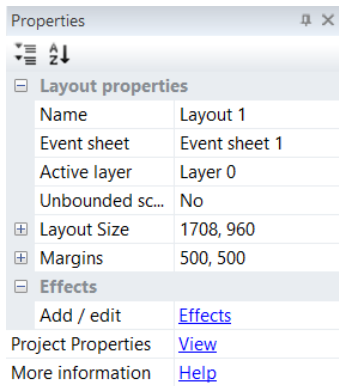 Properties
Layout properties
Name Layout 1
Event sheet Event sheet 1
Active layer Layer 0
Unbounded sc... No
Layout Size 1708, 960
Margins 500, 500
Effects
Add / edit Effects
Project Properties View
More information Help